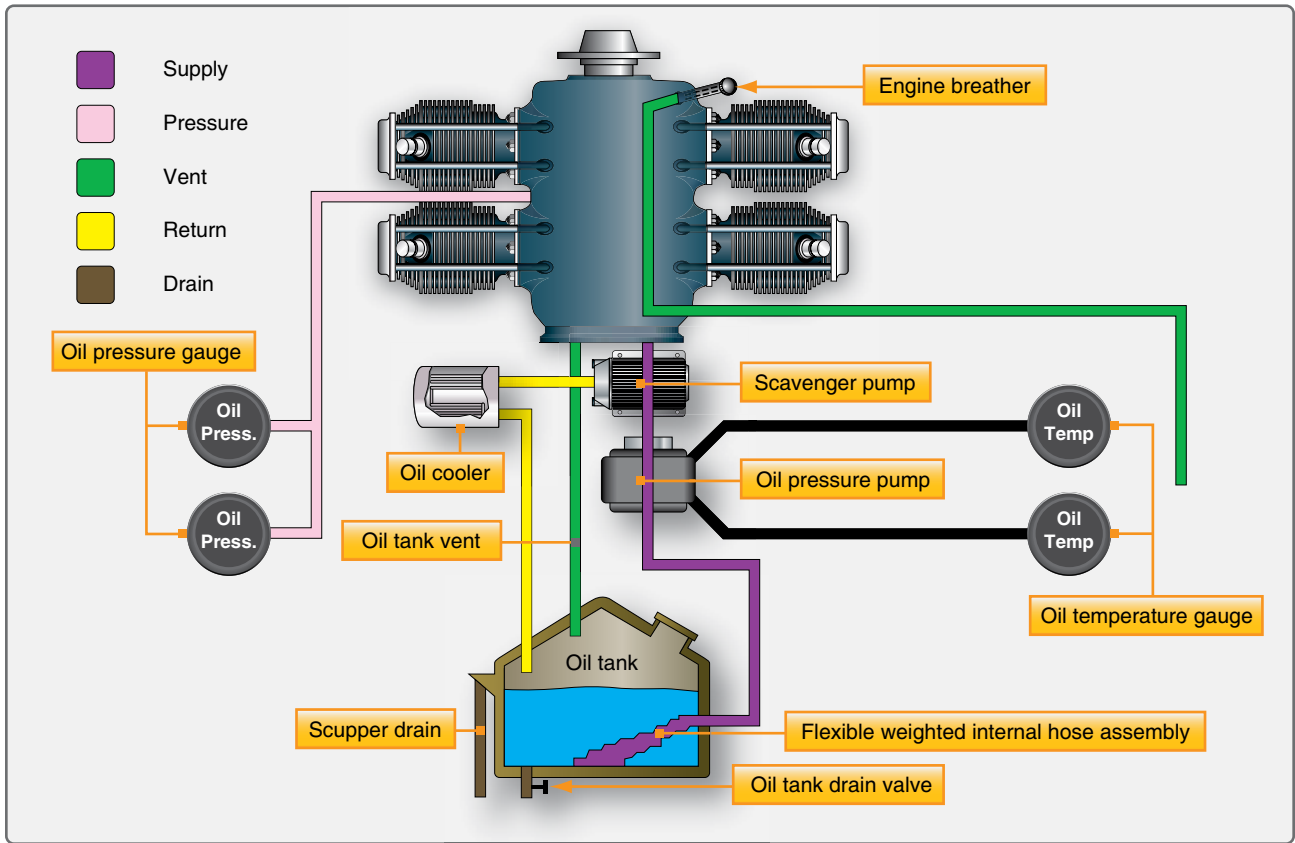 Supply
Pressure
Vent
Return
Drain
Engine breather
Oil pressure gauge
Oil
Press.
Oil
Press.
Oil cooler
Scavenger pump
Oil pressure pump
Oil
Temp
Oil
Temp
Oil tank vent
Oil temperature gauge
Oil tank
Scupper drain
Flexible weighted internal hose assembly
Oil tank drain valve